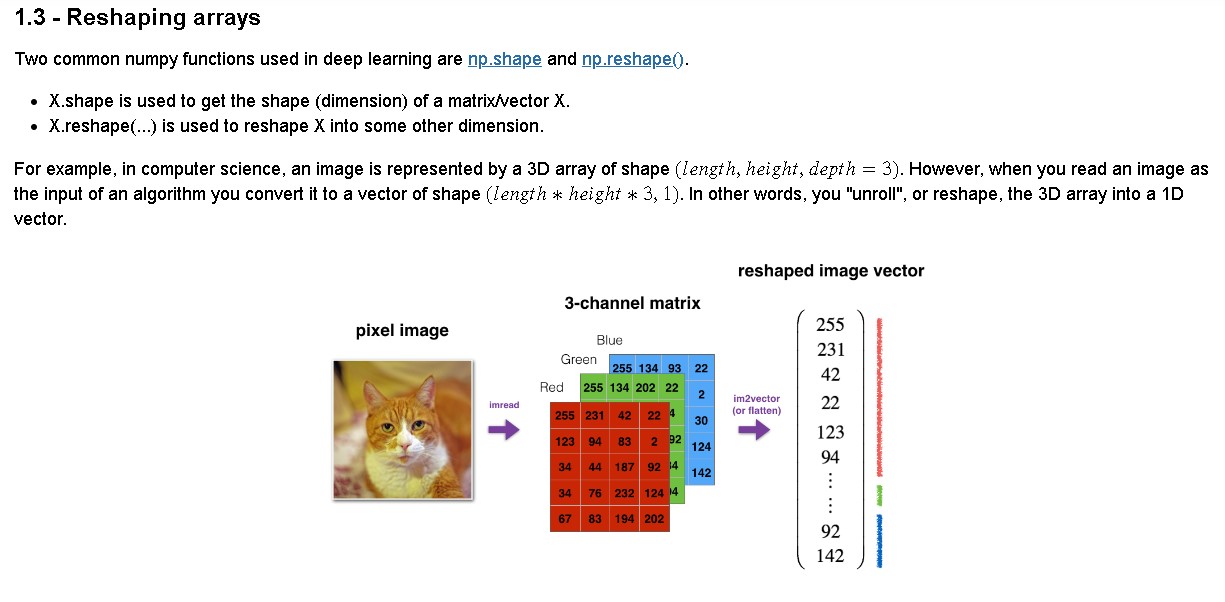 1.3 - Reshaping arrays
Two common numpy functions used in deep learning are np.shape and np.reshape().
• X.shape is used to get the shape (dimension) of a matrix/vector X.
• X.reshape(...) is used to reshape X into some other dimension.
For example, in computer science, an image is represented by a 3D array of shape (length, height, depth = 3). However, when you read an image as
the input of an algorithm you convert it to a vector of shape (length * height * 3, 1). In other words, you "unroll", or reshape, the 3D array into a 1D
vector.
pixel image
imread
3-channel matrix
Blue
255 134 93 22
2
30
124
142
Green
255 134 202 22
4
92
34
94
Red
255 231 42 22
123 94 83 2
34 44 187 92
34 76 232 124
67 83 194 202
im2vector
(or flatten)
reshaped image vector
255
231
42
22
123
94
⋮
⋮
92
142